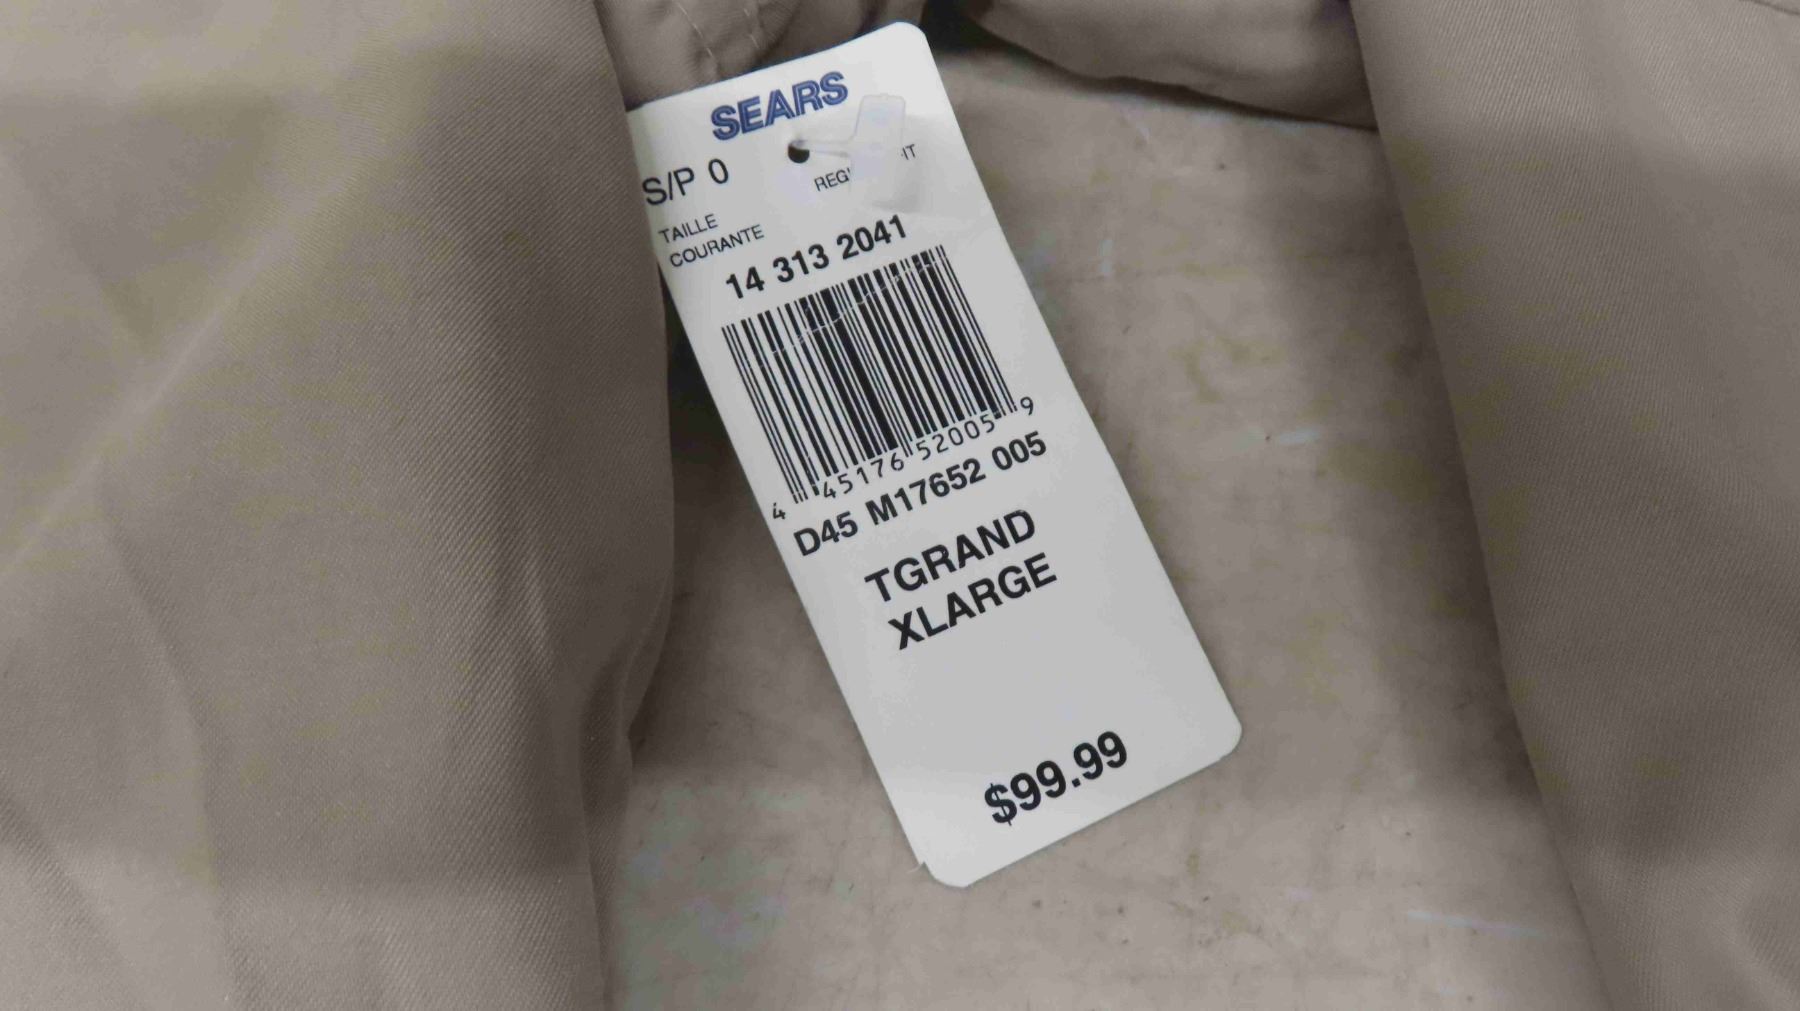 SEARS
S/P 0
TAILLE
COURANTE
14 313 2041
4 45176 52005 9
D45 M17652 005
TGRAND
XLARGE
$99.99